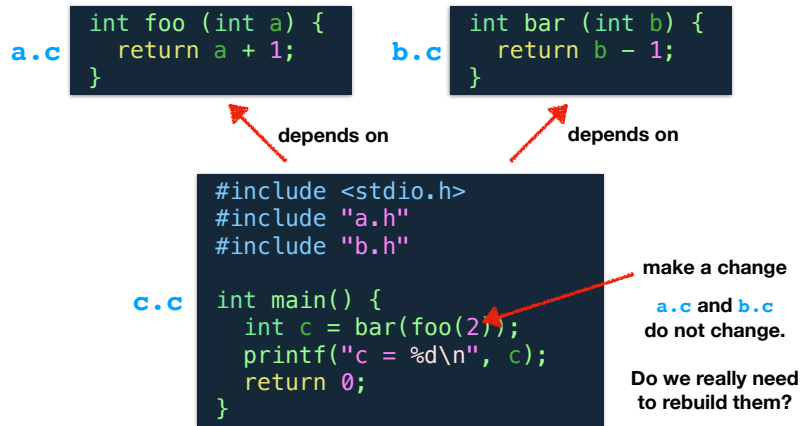 a.c
int foo (int a) {
  return a + 1;
}
b.c
int bar (int b) {
  return b - 1;
}
depends on
depends on
c.c
#include <stdio.h>
#include "a.h"
#include "b.h"

int main() {
  int c = bar(foo(2));
  printf("c = %d\n", c);
  return 0;
}
make a change
a.c and b.c
do not change.
Do we really need
to rebuild them?